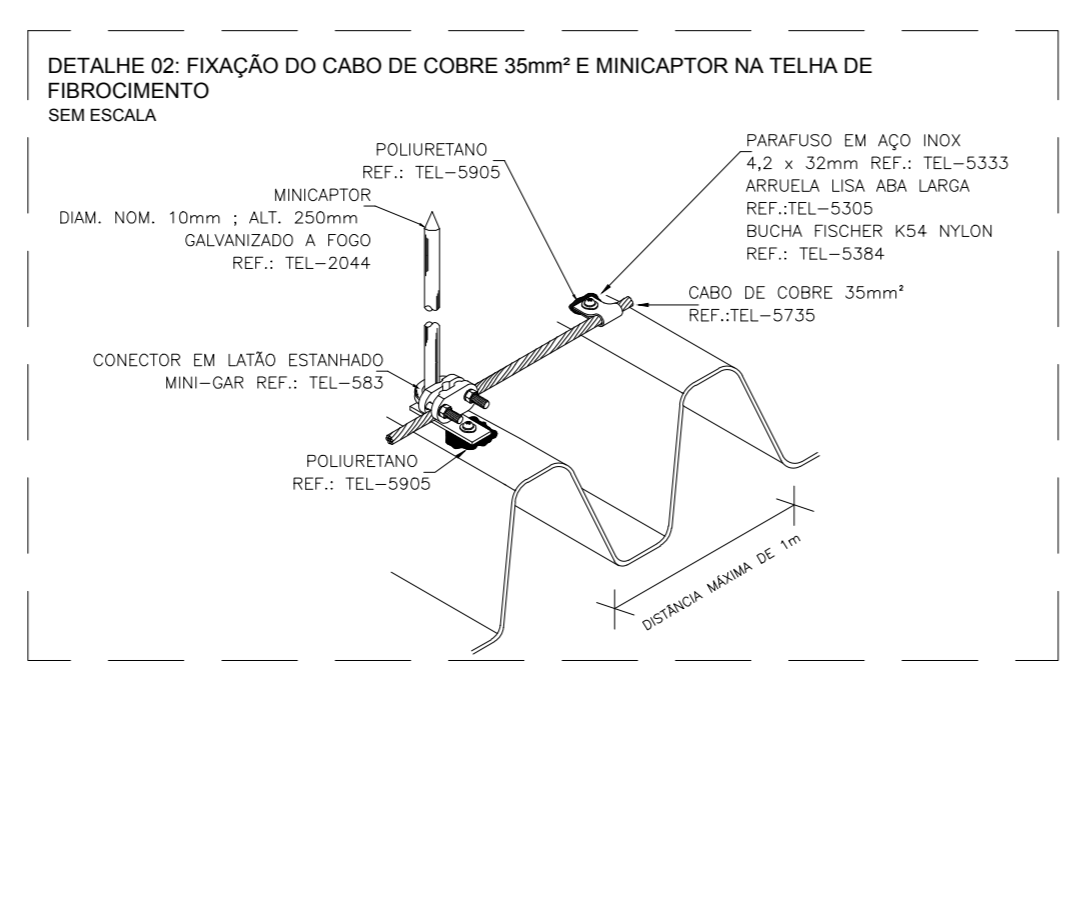 DETALHE 02: FIXAÇÃO DO CABO DE COBRE 35mm² E MINICAPTOR NA TELHA DE
FIBROCIMENTO
SEM ESCALA
POLIURETANO
REF.: TEL-5905
MINICAPTOR
DIAM. NOM. 10mm ; ALT. 250mm
GALVANIZADO A FOGO
REF.: TEL-2044
PARAFUSO EM AÇO INOX
4,2 x 32mm REF.: TEL-5333
ARRUELA LISA ABA LARGA
REF.:TEL-5305
BUCHA FISCHER K54 NYLON
REF.: TEL-5384
CABO DE COBRE 35mm²
REF.:TEL-5735
CONECTOR EM LATÃO ESTANHADO
MINI-GAR REF.: TEL-583
POLIURETANO
REF.: TEL-5905
DISTÂNCIA MÁXIMA DE 1m